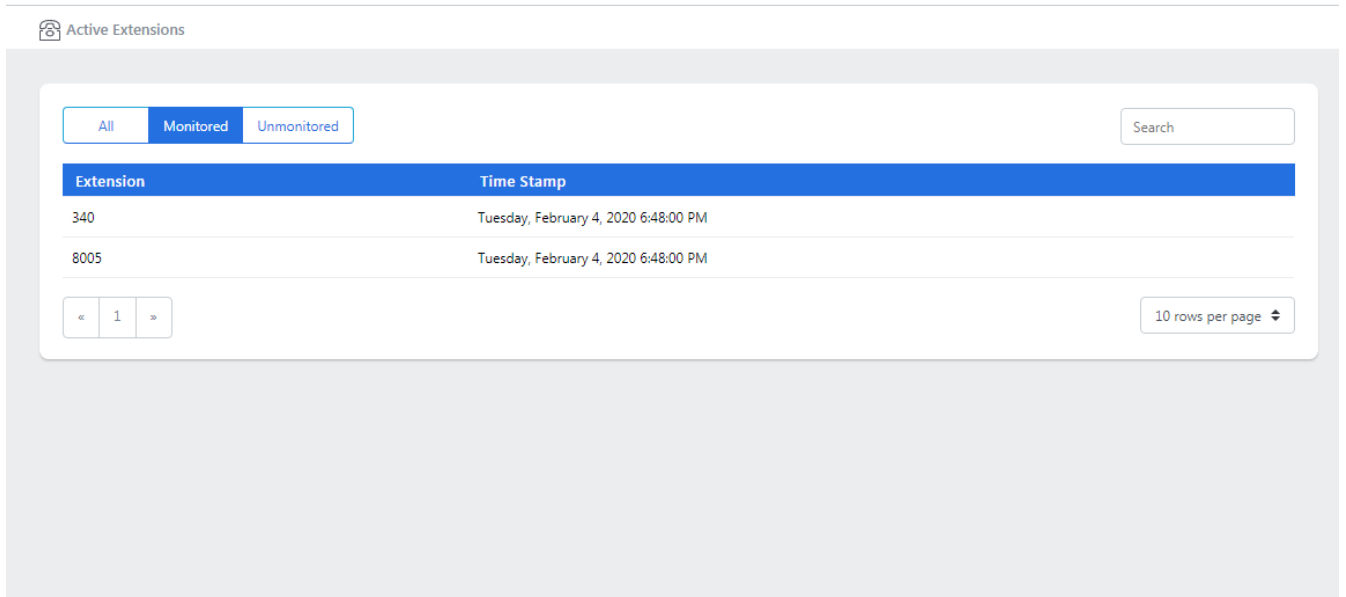 Active Extensions
All Monitored Unmonitored Search
Extension Time Stamp
340 Tuesday, February 4, 2020 6:48:00 PM
8005 Tuesday, February 4, 2020 6:48:00 PM
« 1 » 10 rows per page